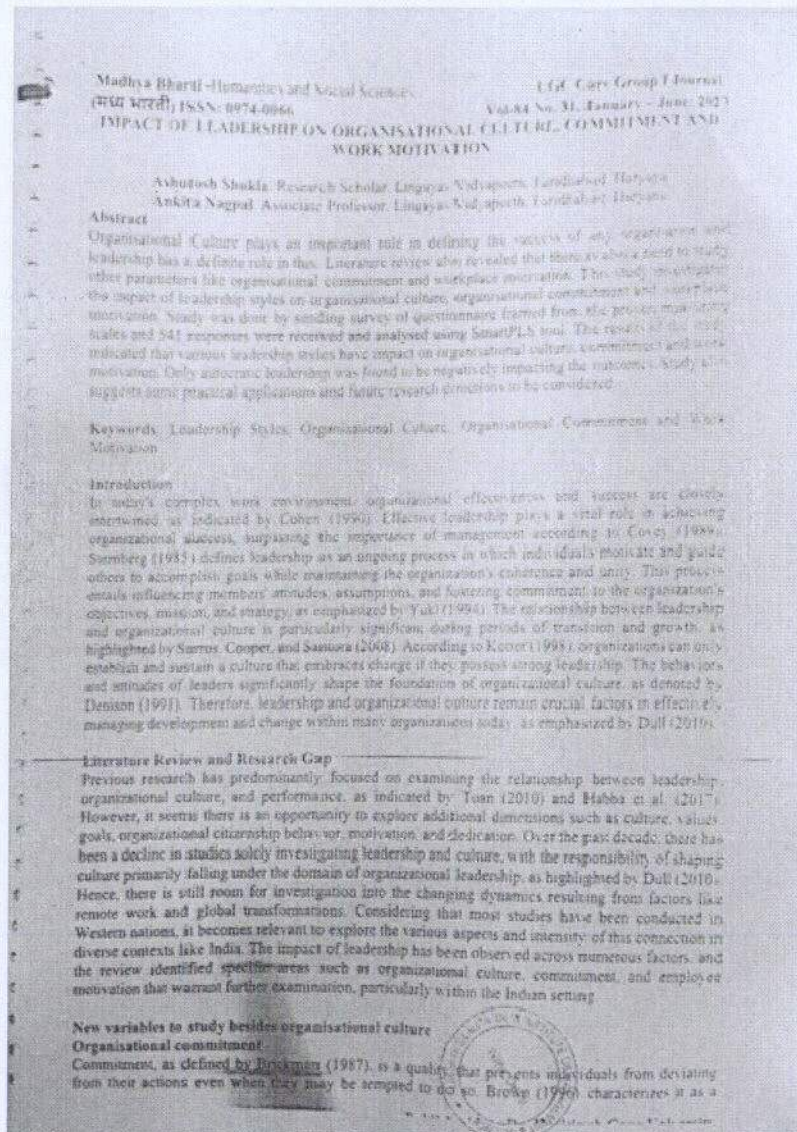 Madhya Bharti -Humanities and Social Sciences UGC Care Group I Journal
(मध्य भारती) ISSN: 0974-0066 Vol-84 No. 31, January – June: 2023
IMPACT OF LEADERSHIP ON ORGANISATIONAL CULTURE, COMMITMENT AND
WORK MOTIVATION
Ashutosh Shukla, Research Scholar, Lingayas Vidyapeeth, Faridhabad, Haryana
Ankita Nagpal, Associate Professor, Lingayas Vidyapeeth, Faridhabad, Haryana
Abstract
Organisational Culture plays an important role in defining the success of any organisation and
leadership has a definite role in this. Literature review also revealed that there is also a need to study
other parameters like organisational commitment and workplace motivation. This study investigates
the impact of leadership styles on organisational culture, organisational commitment and workplace
motivation. Study was done by sending survey of questionnaire framed from the proven measuring
scales and 541 responses were received and analysed using SmartPLS tool. The results of the study
indicated that various leadership styles have impact on organisational culture, commitment and work
motivation. Only autocratic leadership was found to be negatively impacting the outcomes. Study also
suggests some practical applications and future research directions to be considered.
Keywords: Leadership Styles, Organisational Culture, Organisational Commitment and Work
Motivation
Introduction
In today's complex work environment, organizational effectiveness and success are closely
intertwined as indicated by Cohen (1990). Effective leadership plays a vital role in achieving
organizational success, surpassing the importance of management according to Covey (1989).
(1985) defines leadership as an ongoing process in which individuals motivate and guide
others to accomplish goals while maintaining the organization's coherence and unity. This process
entails influencing members' attitudes, assumptions, and fostering commitment to the organization's
objectives, mission, and strategy, as emphasized by Yukl (1994). The relationship between leadership
and organizational culture is particularly significant during periods of transition and growth, as
highlighted by Sarros, Cooper, and Santora (2008). According to Kotter (1998), organizations can only
establish and sustain a culture that embraces change if they possess strong leadership. The behaviors
and attitudes of leaders significantly shape the foundation of organizational culture, as denoted by
Denison (1991). Therefore, leadership and organizational culture remain crucial factors in effectively
managing development and change within many organizations today, as emphasized by Dull (2010).
Literature Review and Research Gap
Previous research has predominantly focused on examining the relationship between leadership,
organizational culture, and performance, as indicated by Tuan (2010) and Habba et al. (2017).
However, it seems there is an opportunity to explore additional dimensions such as culture, values,
goals, organizational citizenship behavior, motivation, and dedication. Over the past decade, there has
been a decline in studies solely investigating leadership and culture, with the responsibility of shaping
culture primarily falling under the domain of organizational leadership, as highlighted by Dull (2010).
Hence, there is still room for investigation into the changing dynamics resulting from factors like
remote work and global transformations. Considering that most studies have been conducted in
Western nations, it becomes relevant to explore the various aspects and intensity of this connection in
diverse contexts like India. The impact of leadership has been observed across numerous factors, and
the review identified specific areas such as organizational culture, commitment, and employee
motivation that warrant further examination, particularly within the Indian setting.
New variables to study besides organisational culture
Organisational commitment-
Commitment, as defined by Brickman (1987), is a quality that prevents individuals from deviating
from their actions even when they may be tempted to do so. Brown (1996) characterizes it as a